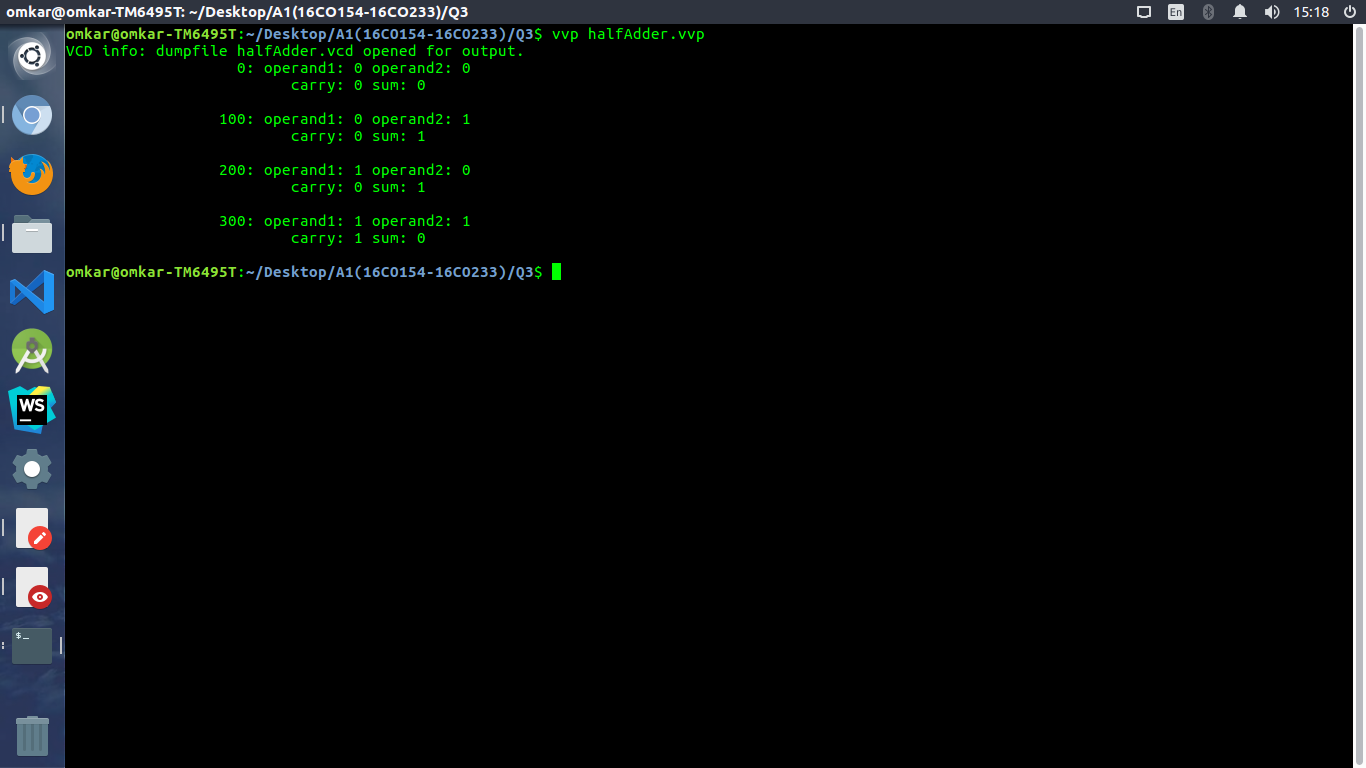 omkar@omkar-TM6495T: ~/Desktop/A1(16CO154-16CO233)/Q3
En
15:18
omkar@omkar-TM6495T:~/Desktop/A1(16CO154-16CO233)/Q3$ vvp halfAdder.vvp
VCD info: dumpfile halfAdder.vcd opened for output.
0: operand1: 0 operand2: 0
carry: 0 sum: 0
100: operand1: 0 operand2: 1
carry: 0 sum: 1
200: operand1: 1 operand2: 0
carry: 0 sum: 1
300: operand1: 1 operand2: 1
carry: 1 sum: 0
omkar@omkar-TM6495T:~/Desktop/A1(16CO154-16CO233)/Q3$
WS
$_